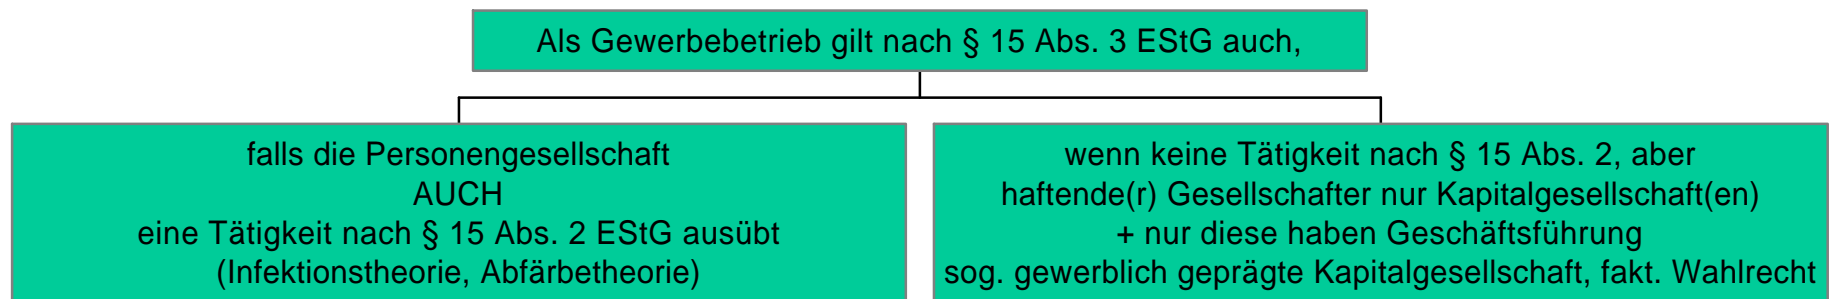 Als Gewerbebetrieb gilt nach § 15 Abs. 3 EStG auch,
falls die Personengesellschaft
AUCH
eine Tätigkeit nach § 15 Abs. 2 EStG ausübt
(Infektionstheorie, Abfärbetheorie)
wenn keine Tätigkeit nach § 15 Abs. 2, aber
haftende(r) Gesellschafter nur Kapitalgesellschaft(en)
+ nur diese haben Geschäftsführung
sog. gewerblich geprägte Kapitalgesellschaft, fakt. Wahlrecht